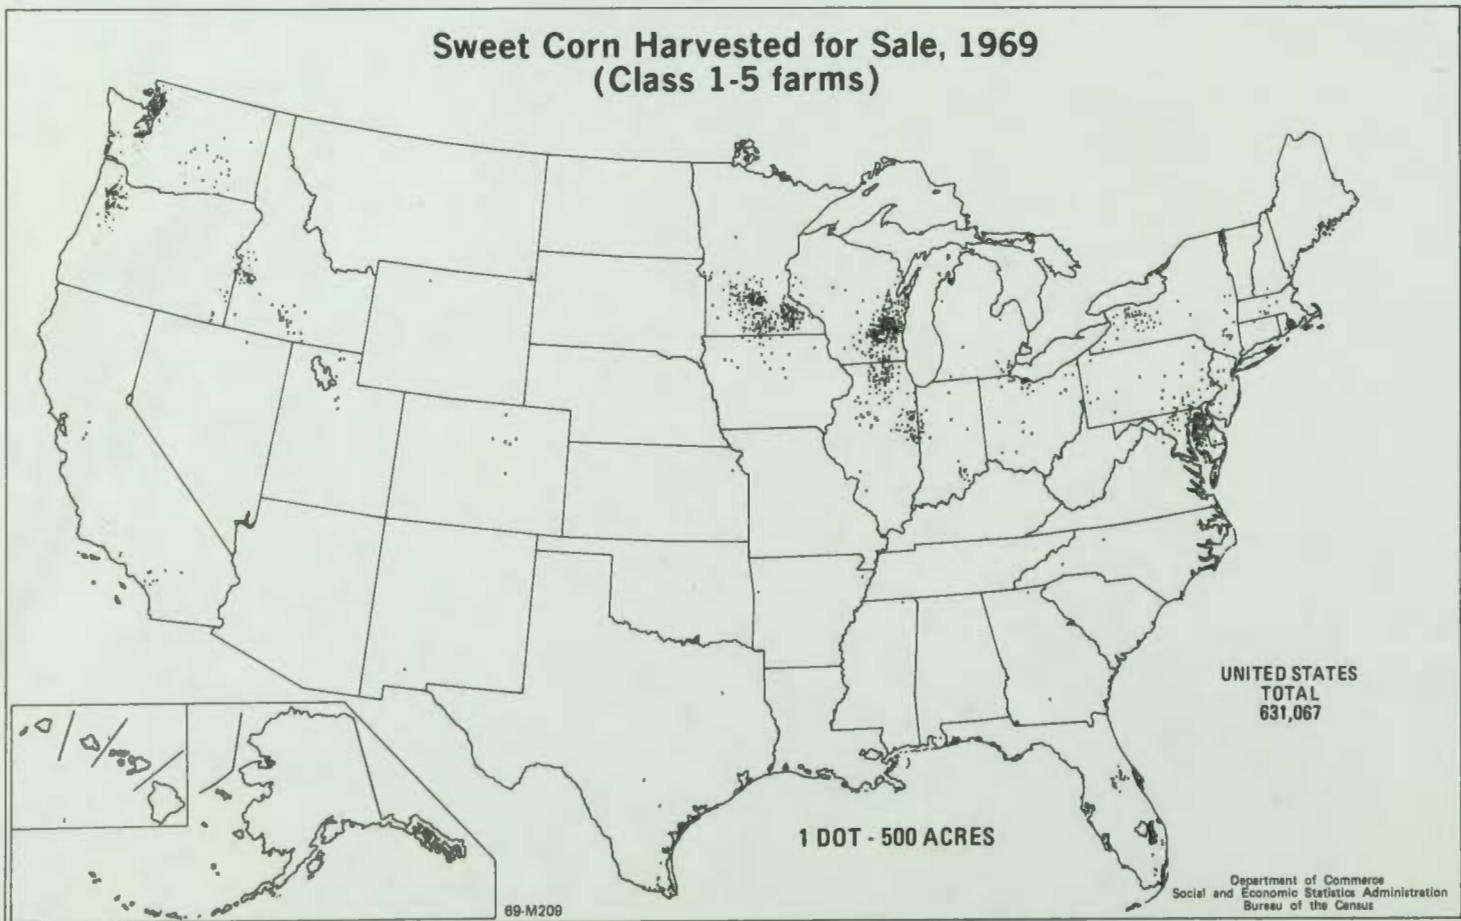 Sweet Corn Harvested for Sale, 1969
(Class 1-5 farms)
UNITED STATES
TOTAL
631,067
1 DOT - 500 ACRES
Department of Commerce
Social and Economic Statistics Administration
Bureau of the Census
69-M209